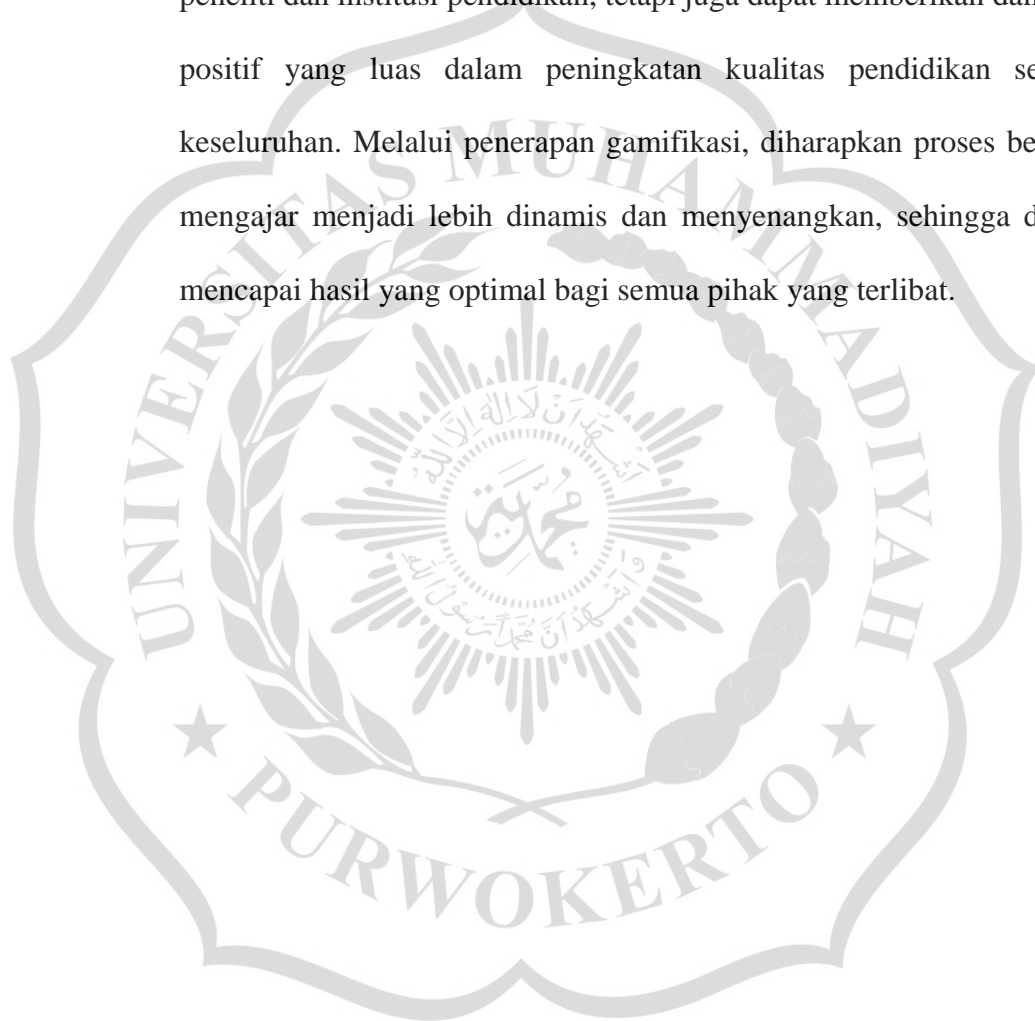 peneliti dan institusi pendidikan, tetapi juga dapat memberikan
positif yang luas dalam peningkatan kualitas pendidikan se
keseluruhan. Melalui penerapan gamifikasi, diharapkan proses be
mengajar menjadi lebih dinamis dan menyenangkan, sehingga d
mencapai hasil yang optimal bagi semua pihak yang terlibat.
UNIVERSITAS MUHAMMADIYAH
اَشْهَدُ اَنْ لَا اِلٰهَ اِلَّا اللّٰهُ
مُحَمَّدِيَّة
وَ اَشْهَدُ اَنَّ مُحَمَّدًا رَسُوْلُ اللّٰهِ
PURWOKERTO